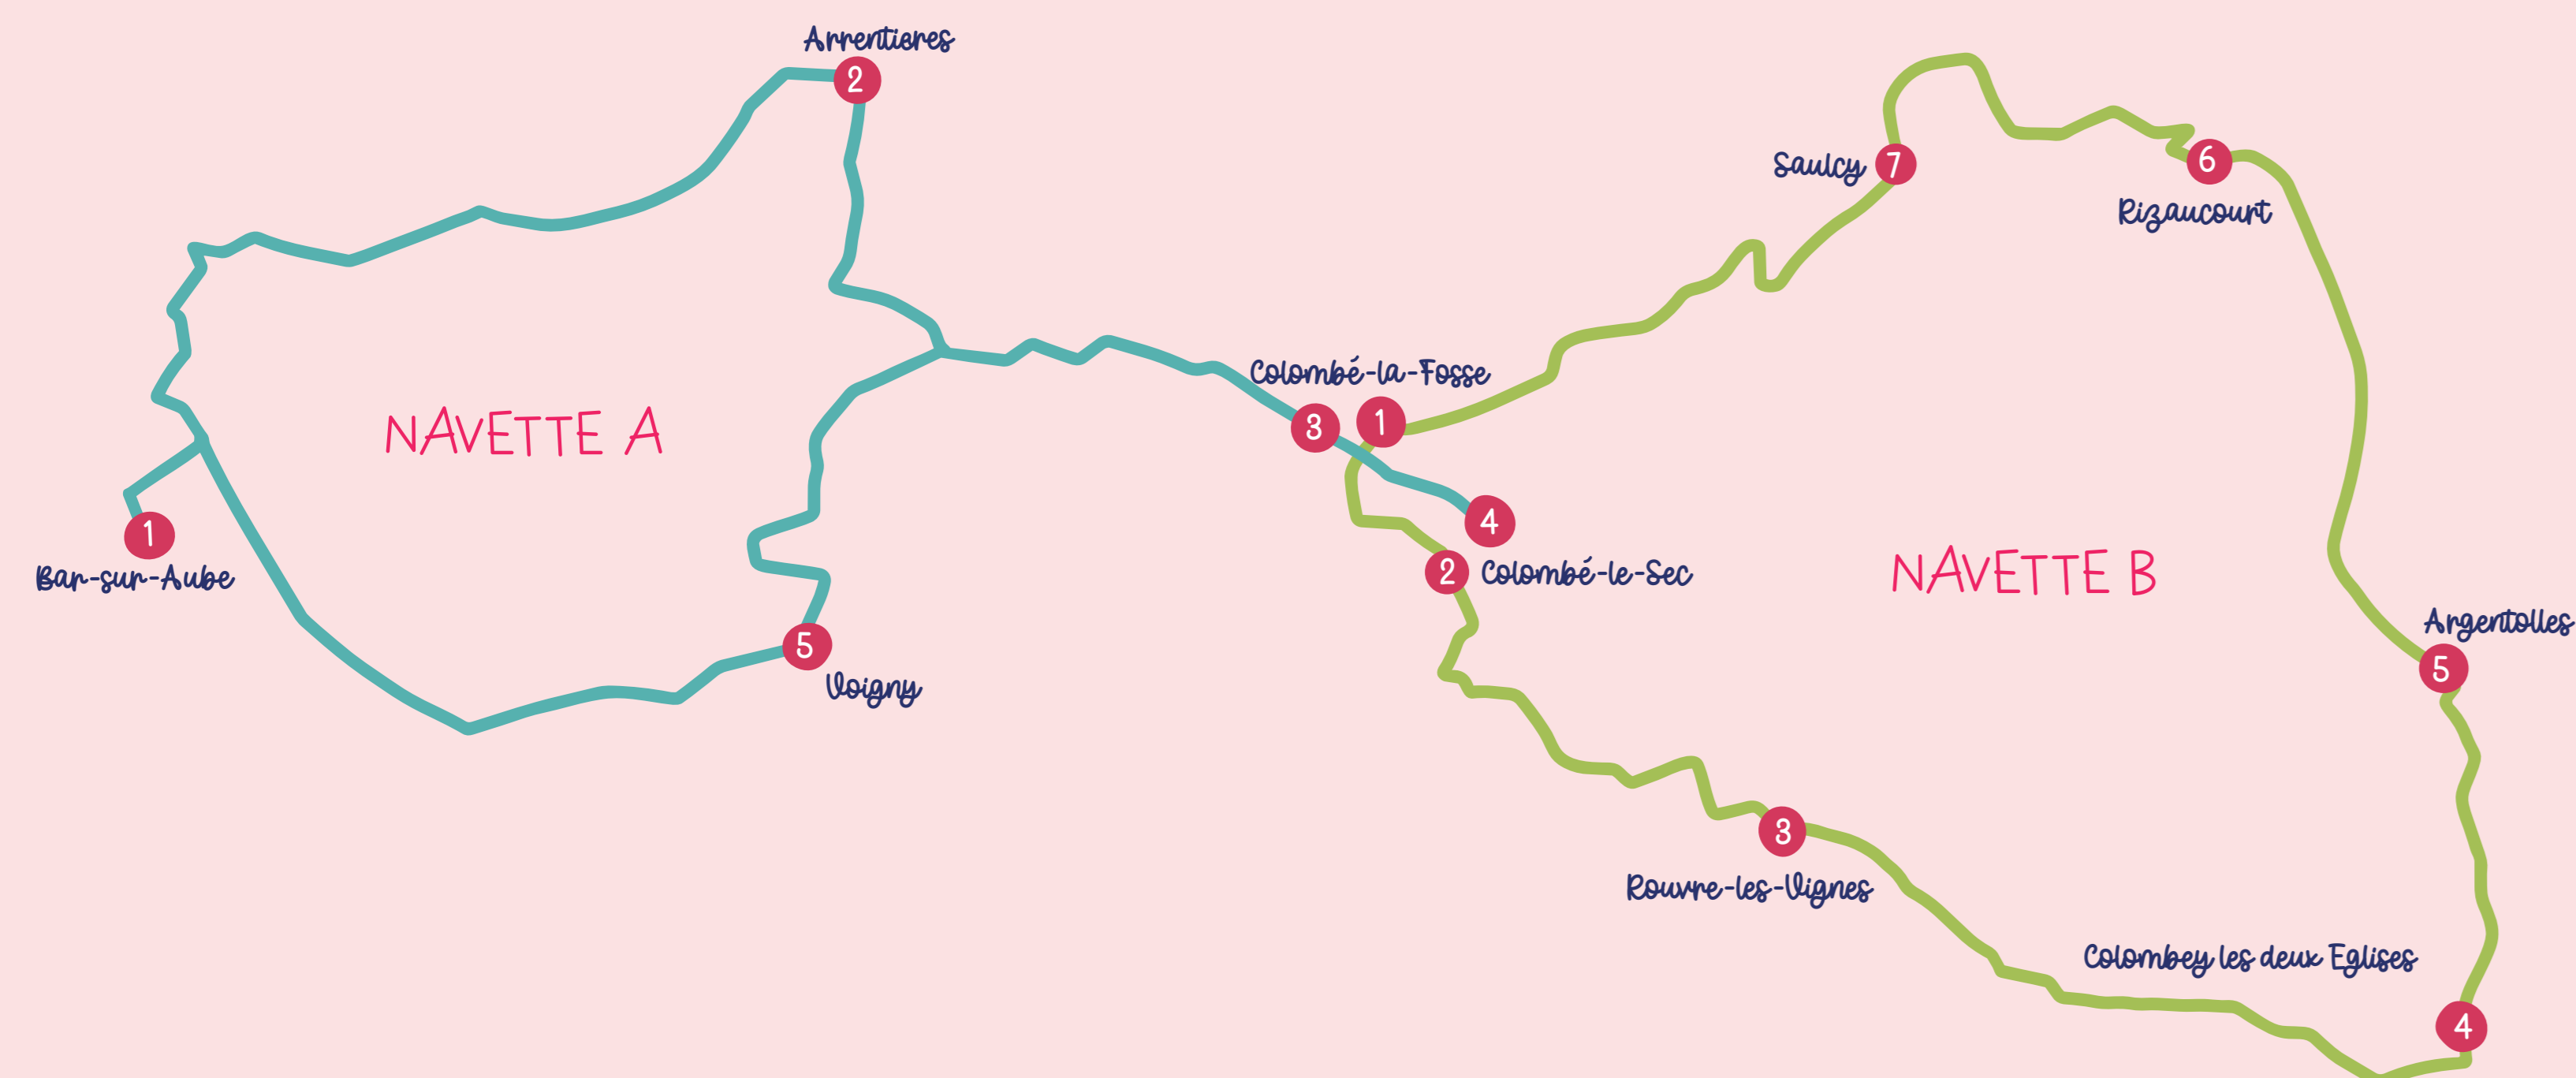 Arrentieres
2
Saulcy
7
6
Rizaucourt
Colombé-la-Fosse
3
1
NAVETTE A
4
1
Bar-sur-Aube
2
Colombé-le-Sec
NAVETTE B
Argentolles
5
5
Voigny
3
Rouvre-les-Vignes
Colombey les deux Eglises
4